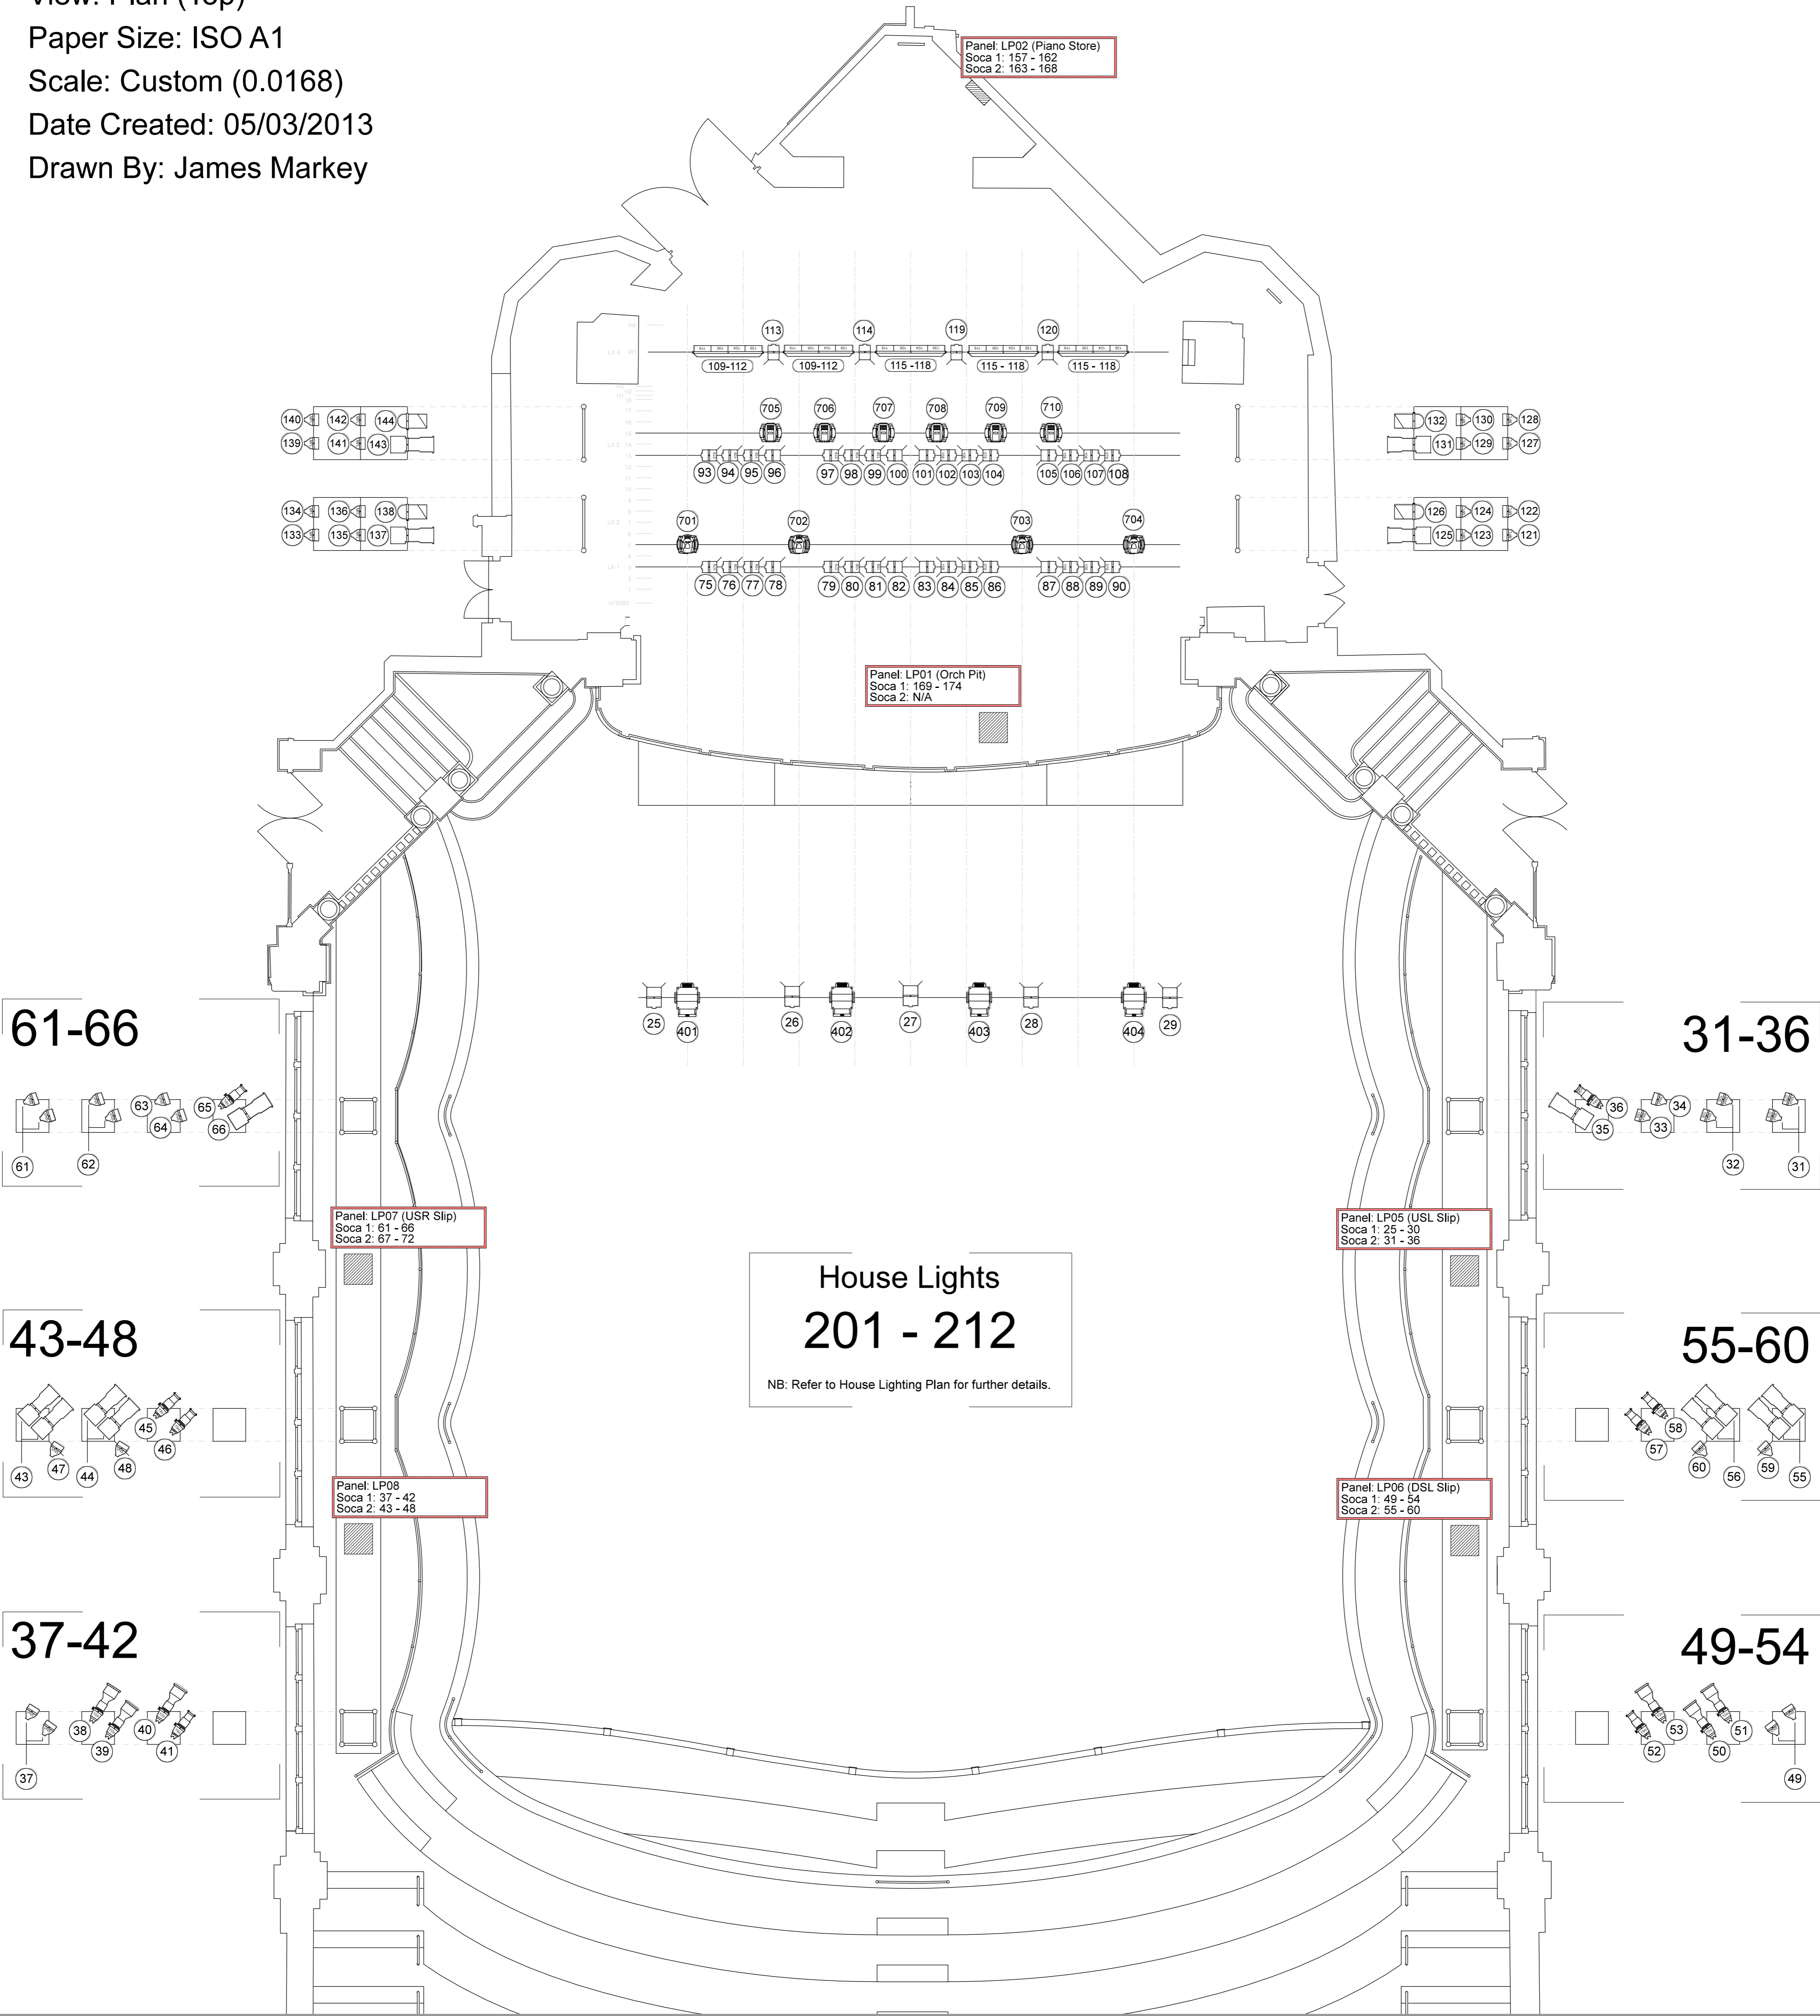 View: Plan (Top)
Paper Size: ISO A1
Scale: Custom (0.0168)
Date Created: 05/03/2013
Drawn By: James Markey
Panel: LP02 (Piano Store)
Soca 1: 157 - 162
Soca 2: 163 - 168
113 114 119 120
LX 4
109-112 109-112 115 -118 115 - 118 115 - 118
705 706 707 708 709 710
140 142 144
132 130 128
139 141 143
131 129 127
LX 3
93 94 95 96 97 98 99 100 101 102 103 104 105 106 107 108
134 136 138
126 124 122
133 135 137
125 123 121
701 702 703 704
LX 2
LX 1
75 76 77 78 79 80 81 82 83 84 85 86 87 88 89 90
Panel: LP01 (Orch Pit)
Soca 1: 169 - 174
Soca 2: N/A
25 401 26 402 27 403 28 404 29
61-66
63 65
64 66
61 62
31-36
36 34
35 33
32 31
Panel: LP07 (USR Slip)
Soca 1: 61 - 66
Soca 2: 67 - 72
Panel: LP05 (USL Slip)
Soca 1: 25 - 30
Soca 2: 31 - 36
House Lights
201 - 212
NB: Refer to House Lighting Plan for further details.
43-48
45
46
43 47 44 48
55-60
58
57
60 56 59 55
Panel: LP08
Soca 1: 37 - 42
Soca 2: 43 - 48
Panel: LP06 (DSL Slip)
Soca 1: 49 - 54
Soca 2: 55 - 60
37-42
38 40
39 41
37
49-54
53 51
52 50
49